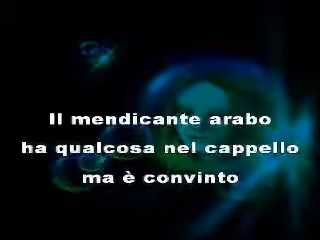 Il mendicante arabo
ha qualcosa nel cappello
ma è convinto